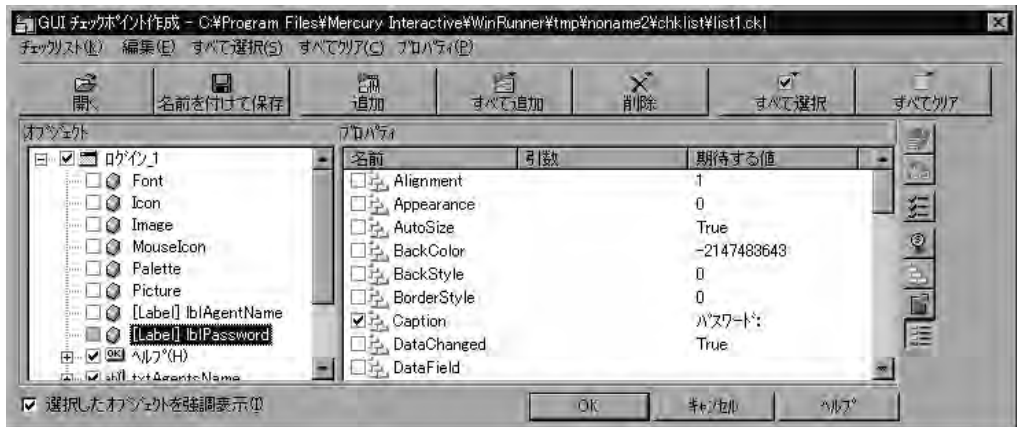 GUI ﾁｪｯｸﾎﾟｲﾝﾄ作成 - C:¥Program Files¥Mercury Interactive¥WinRunner¥tmp¥noname2¥chklist¥list1.ckl
ﾁｪｯｸﾘｽﾄ(K) 編集(E) すべて選択(S) すべてｸﾘｱ(C) ﾌﾟﾛﾊﾟﾃｨ(P)
開く 名前を付けて保存 追加 すべて追加 削除 すべて選択 すべてｸﾘｱ
ｵﾌﾞｼﾞｪｸﾄ ﾌﾟﾛﾊﾟﾃｨ
ﾛｸﾞｲﾝ_1 名前 引数 期待する値
Font Alignment 1
Icon Appearance 0
Image AutoSize True
MouseIcon BackColor -2147483643
Palette BackStyle 0
Picture BorderStyle 0
[Label] lblAgentName Caption ﾊﾟｽﾜｰﾄﾞ:
[Label] lblPassword DataChanged True
OK ﾍﾙﾌﾟ(H) DataField
abl txtAgentsName
選択したｵﾌﾞｼﾞｪｸﾄを強調表示(I) OK ｷｬﾝｾﾙ ﾍﾙﾌﾟ